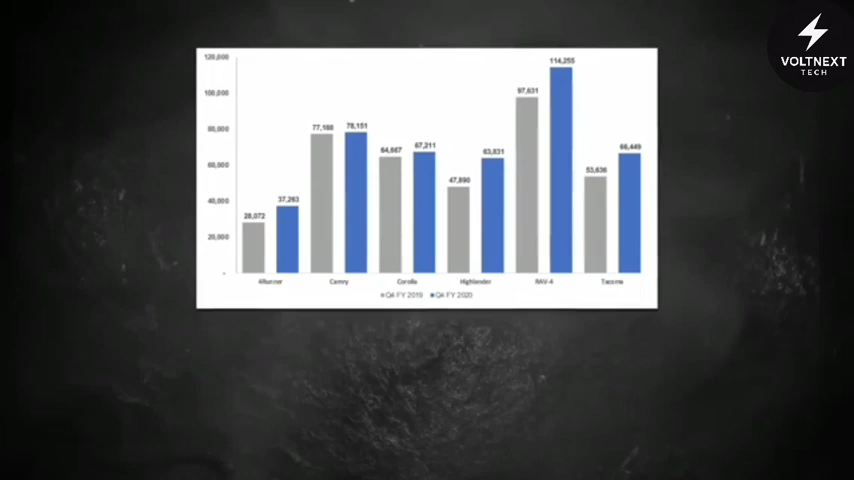 VOLTNEXT
TECH
120,000
100,000
80,000
60,000
40,000
20,000
-
28,072
37,263
77,188
78,151
64,667
67,211
47,890
63,831
97,631
114,255
53,636
66,449
4Runner
Camry
Corolla
Highlander
RAV-4
Tacoma
Q4 FY 2019
Q4 FY 2020